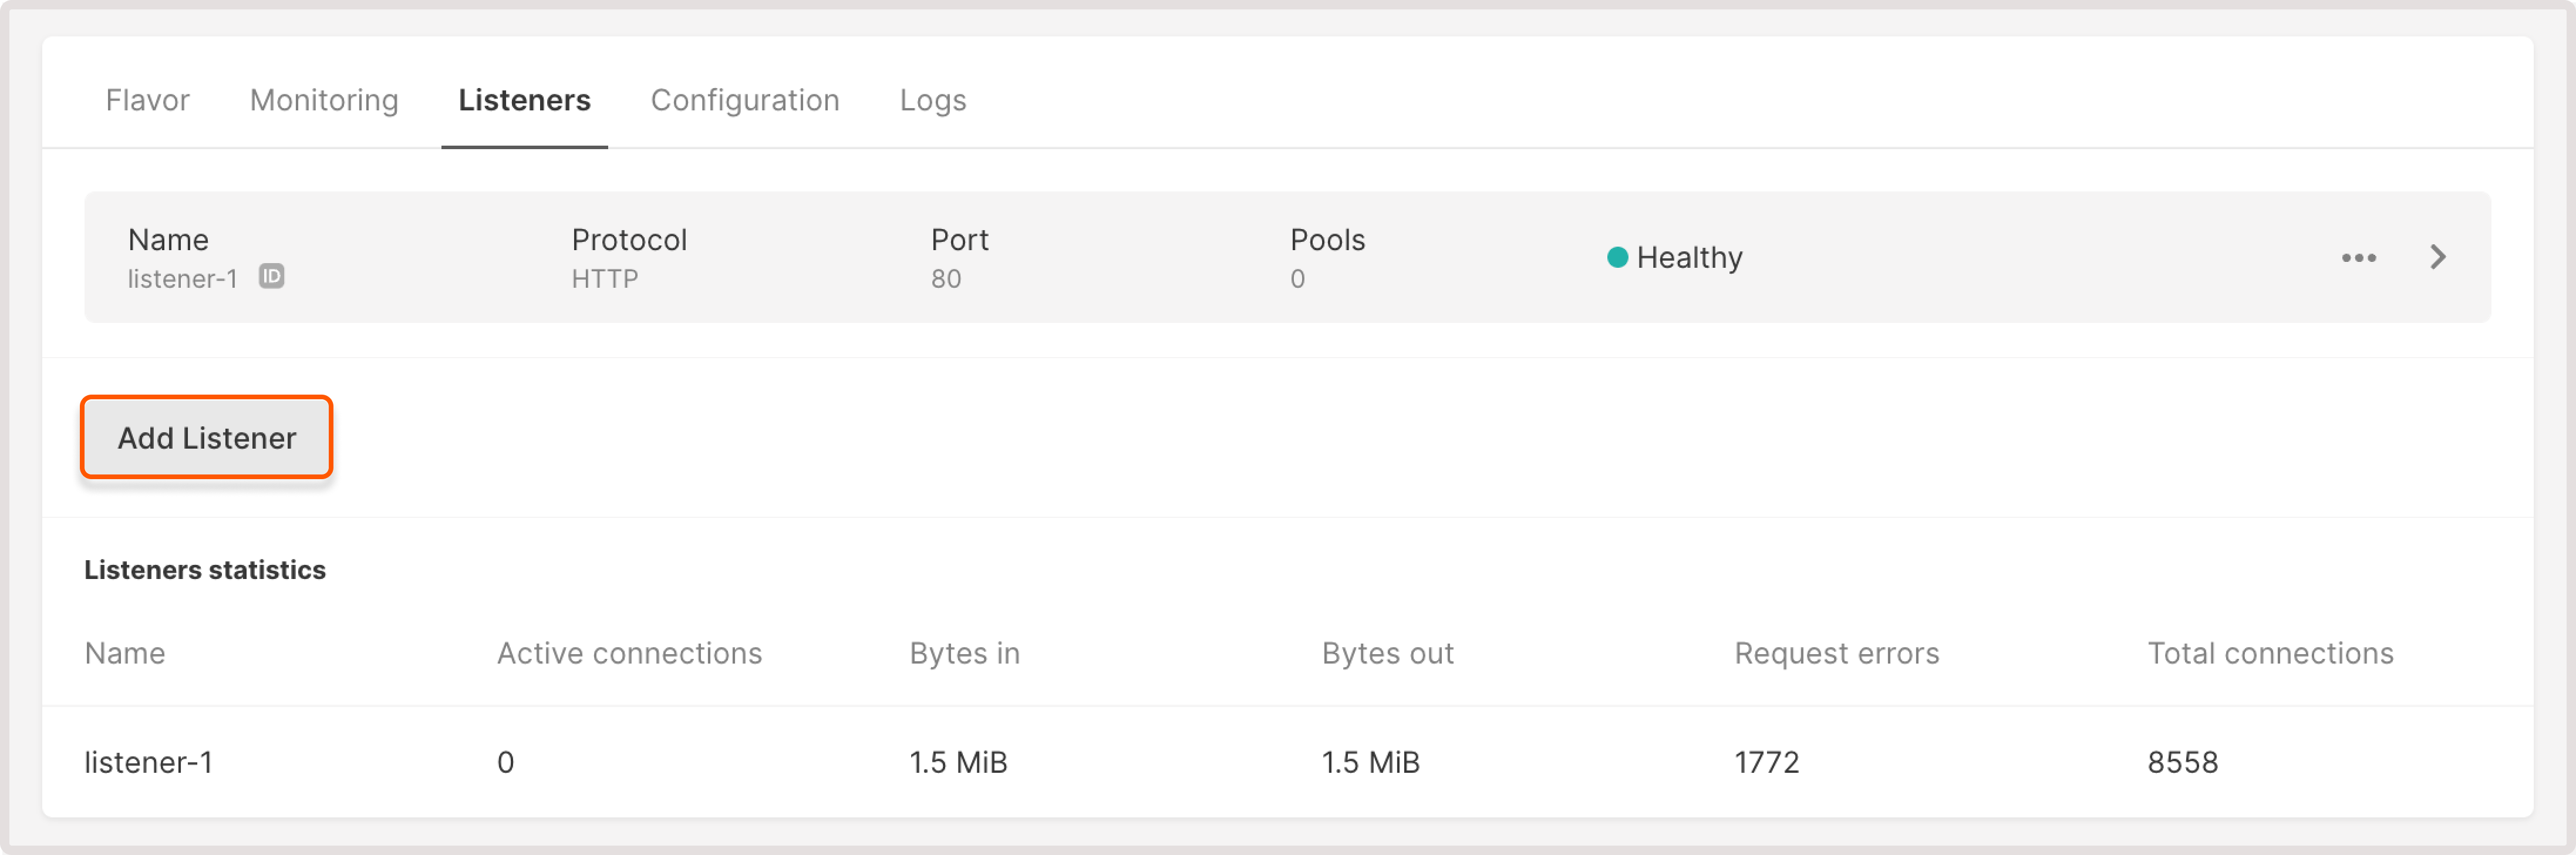 Flavor Monitoring Listeners Configuration Logs
Name Protocol Port Pools
Healthy
listener-1 ID HTTP 80 0
Add Listener
Listeners statistics
Name Active connections Bytes in Bytes out Request errors Total connections
listener-1 0 1.5 MiB 1.5 MiB 1772 8558